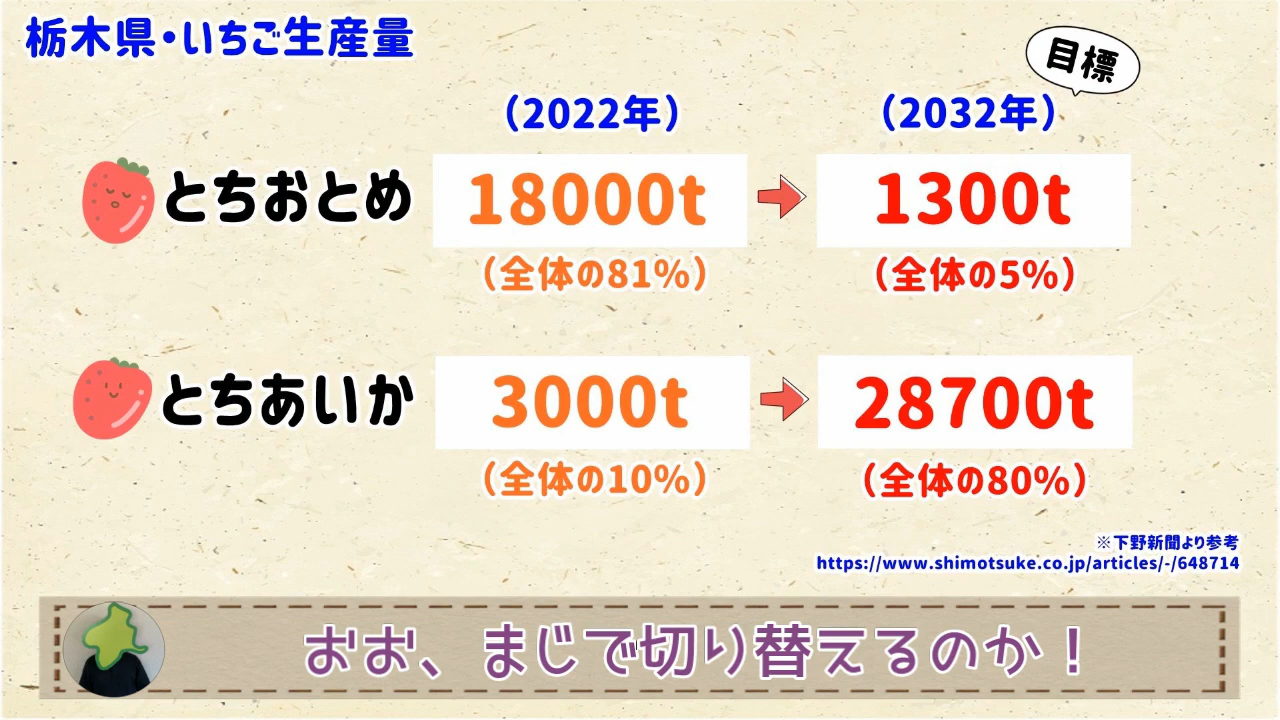 栃木県・いちご生産量
目標
（2022年）
（2032年）
とちおとめ
18000t
1300t
（全体の81%）
（全体の5%）
とちあいか
3000t
28700t
（全体の10%）
（全体の80%）
※下野新聞より参考
https://www.shimotsuke.co.jp/articles/-/648714
おお、まじで切り替えるのか！